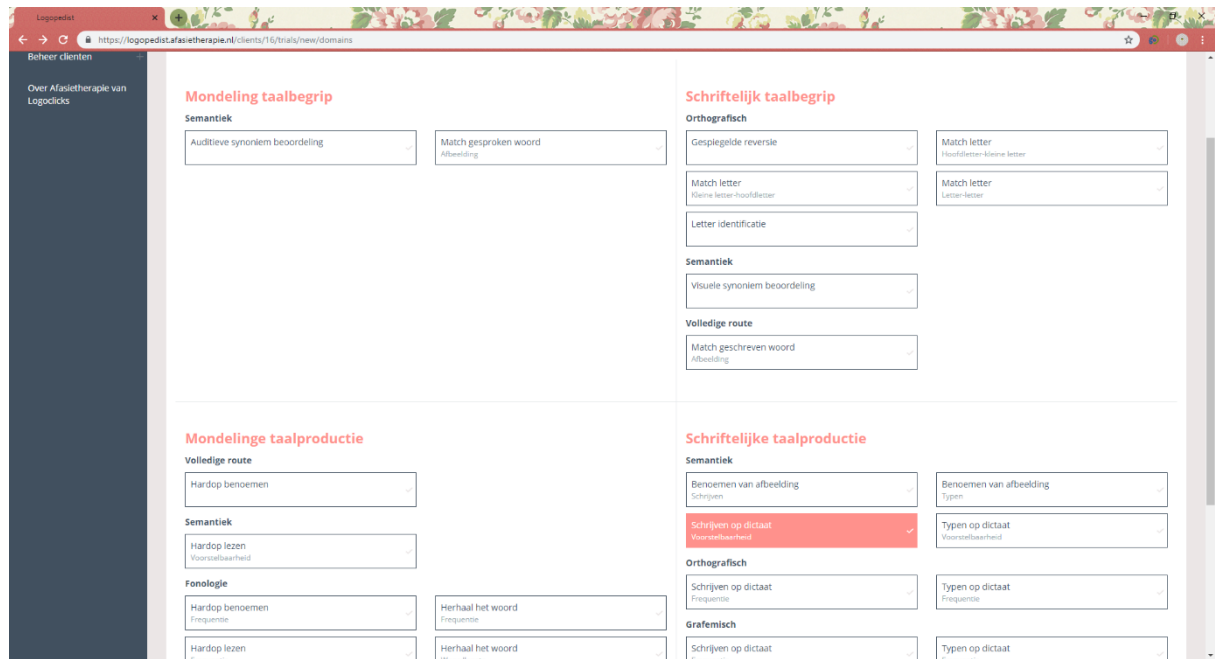 Logopedist
https://logopedist.afasietherapie.nl/clients/16/trials/new/domains
Beheer clienten
Over Afasietherapie van
Logoclicks
Mondeling taalbegrip
Semantiek
Auditieve synoniem beoordeling
Match gesproken woord
Afbeelding
Schriftelijk taalbegrip
Orthografisch
Gespiegelde reversie
Match letter
Hoofdletter-kleine letter
Match letter
Kleine letter-hoofdletter
Match letter
Letter-letter
Letter identificatie
Semantiek
Visuele synoniem beoordeling
Volledige route
Match geschreven woord
Afbeelding
Mondelinge taalproductie
Volledige route
Hardop benoemen
Semantiek
Hardop lezen
Voorstelbaarheid
Fonologie
Hardop benoemen
Frequentie
Herhaal het woord
Frequentie
Hardop lezen
Herhaal het woord
Schriftelijke taalproductie
Semantiek
Benoemen van afbeelding
Schrijven
Benoemen van afbeelding
Typen
Schrijven op dictaat
Voorstelbaarheid
Typen op dictaat
Voorstelbaarheid
Orthografisch
Schrijven op dictaat
Frequentie
Typen op dictaat
Frequentie
Grafemisch
Schrijven op dictaat
Typen op dictaat